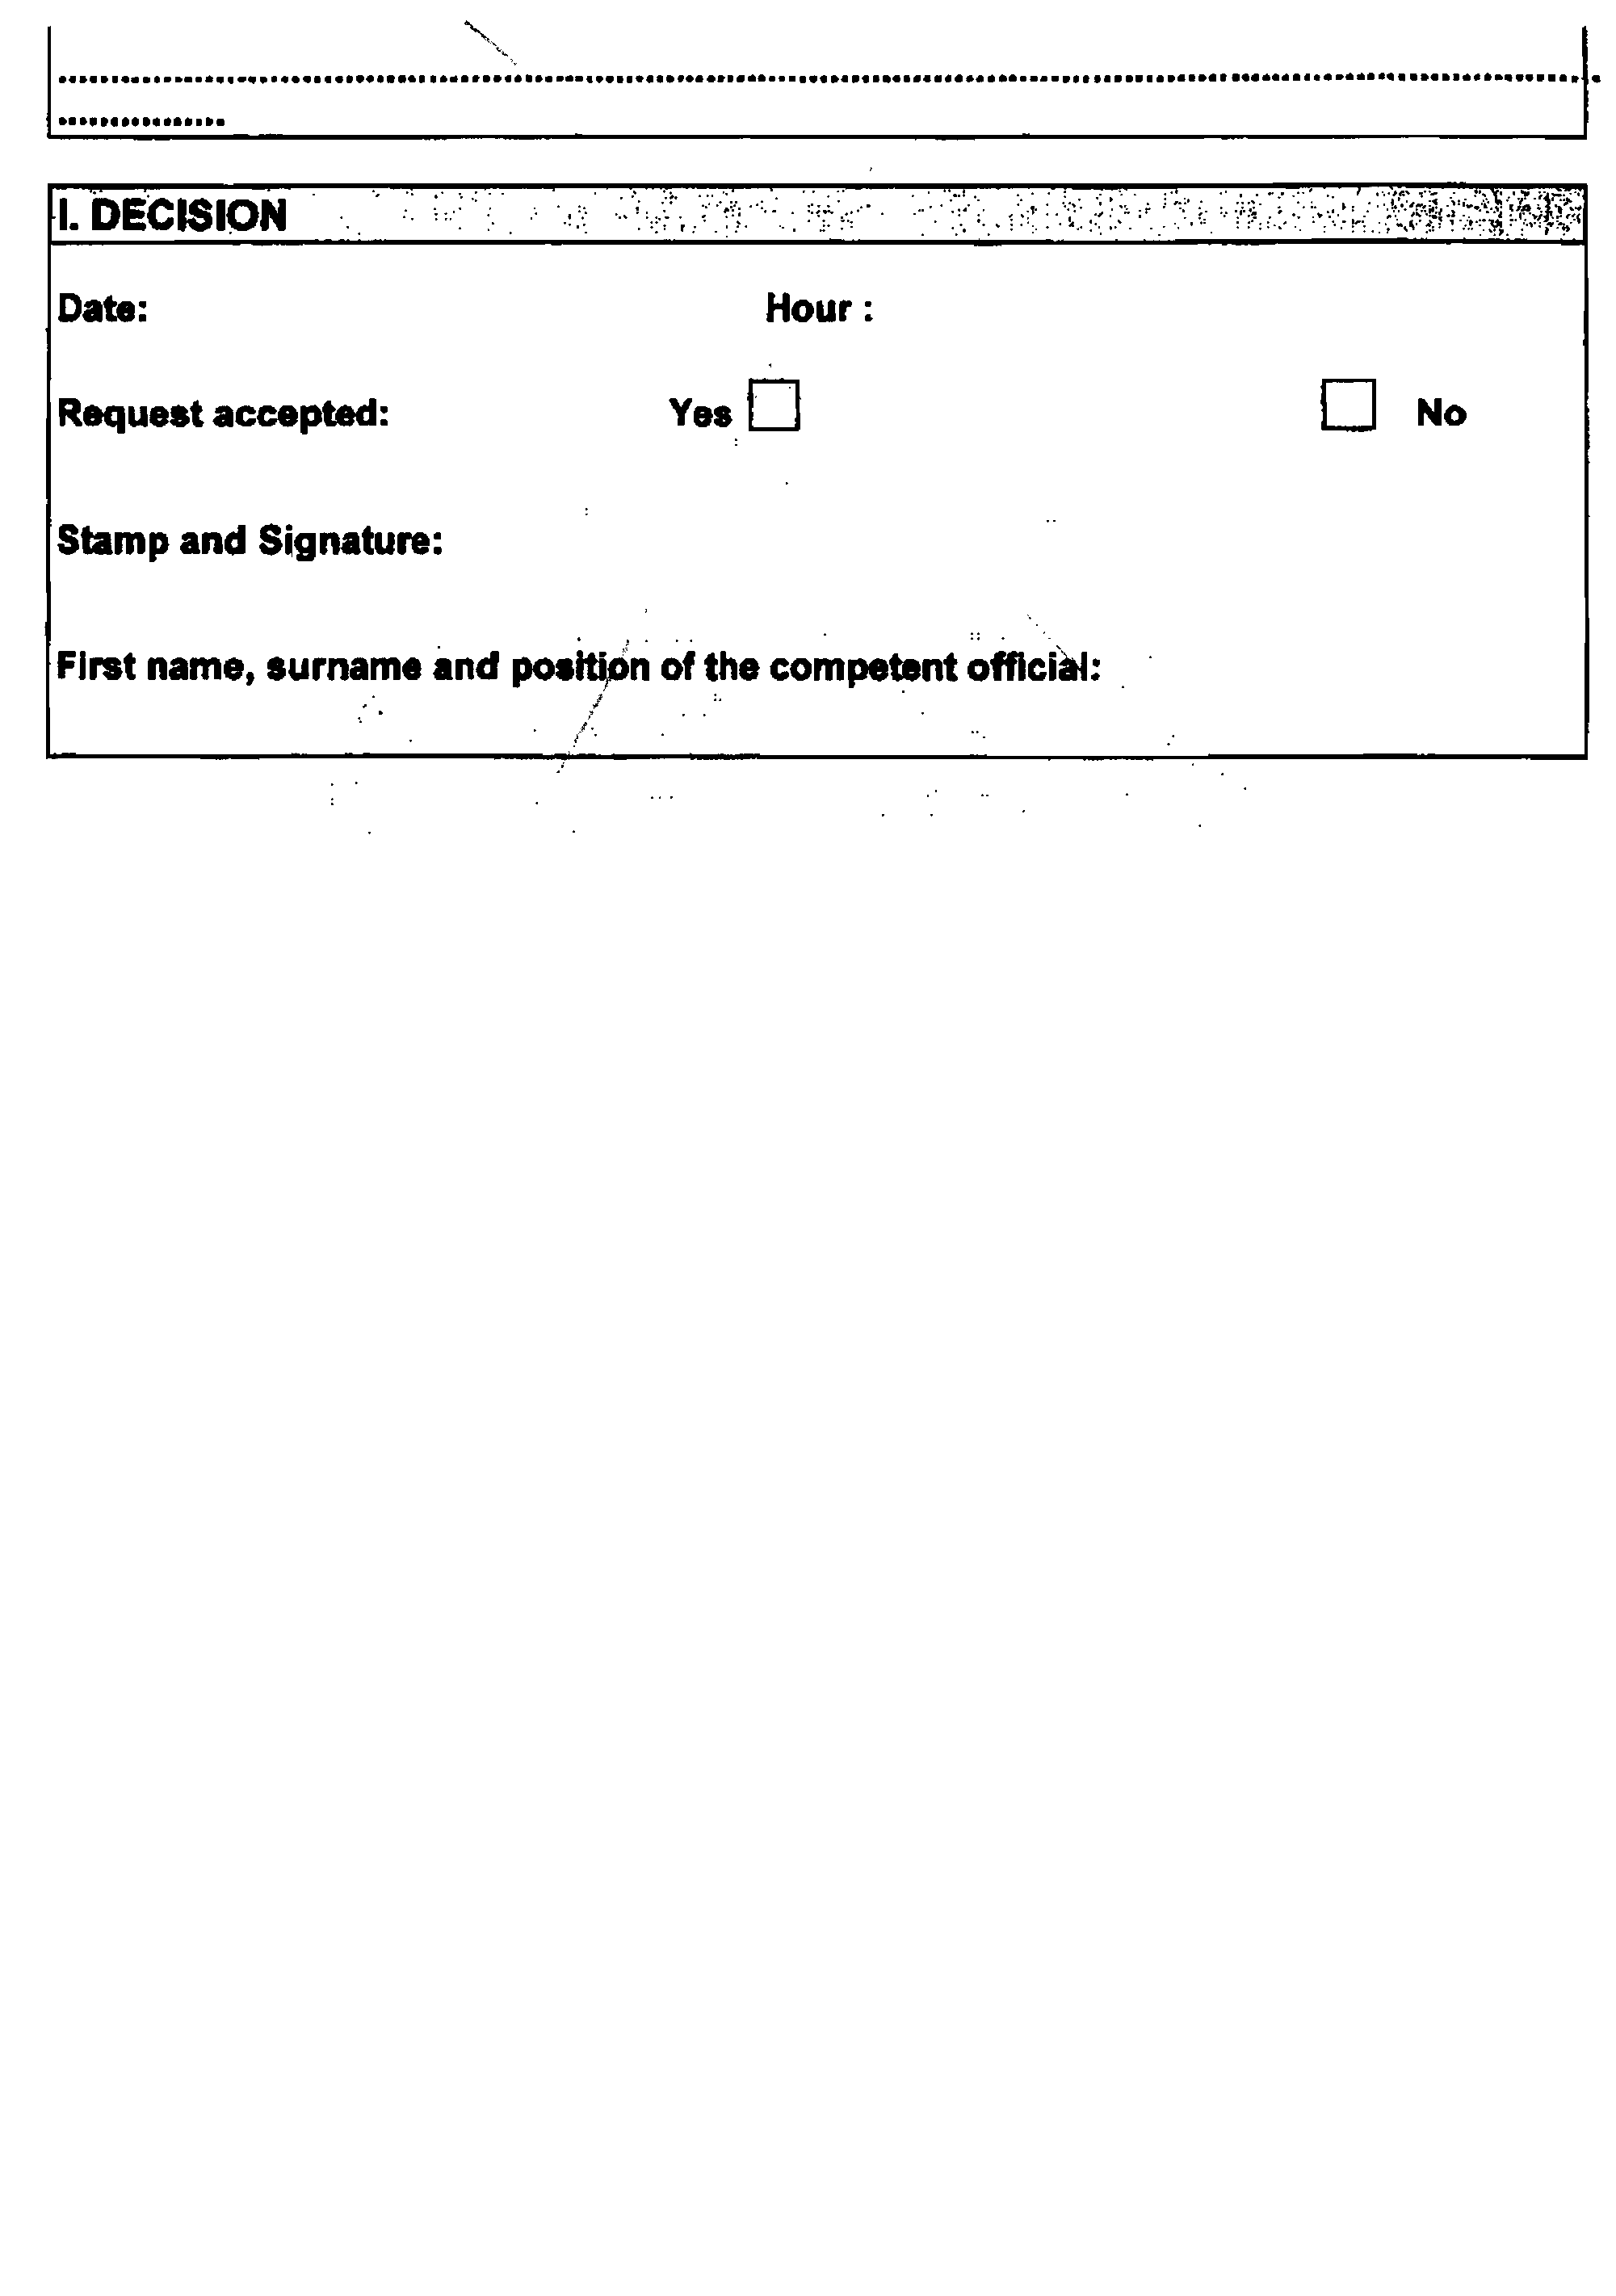 ................................................................................................................................................
................
I. DECISION
Date: Hour :
Request accepted: Yes ☐ ☐ No
Stamp and Signature:
First name, surname and position of the competent official: